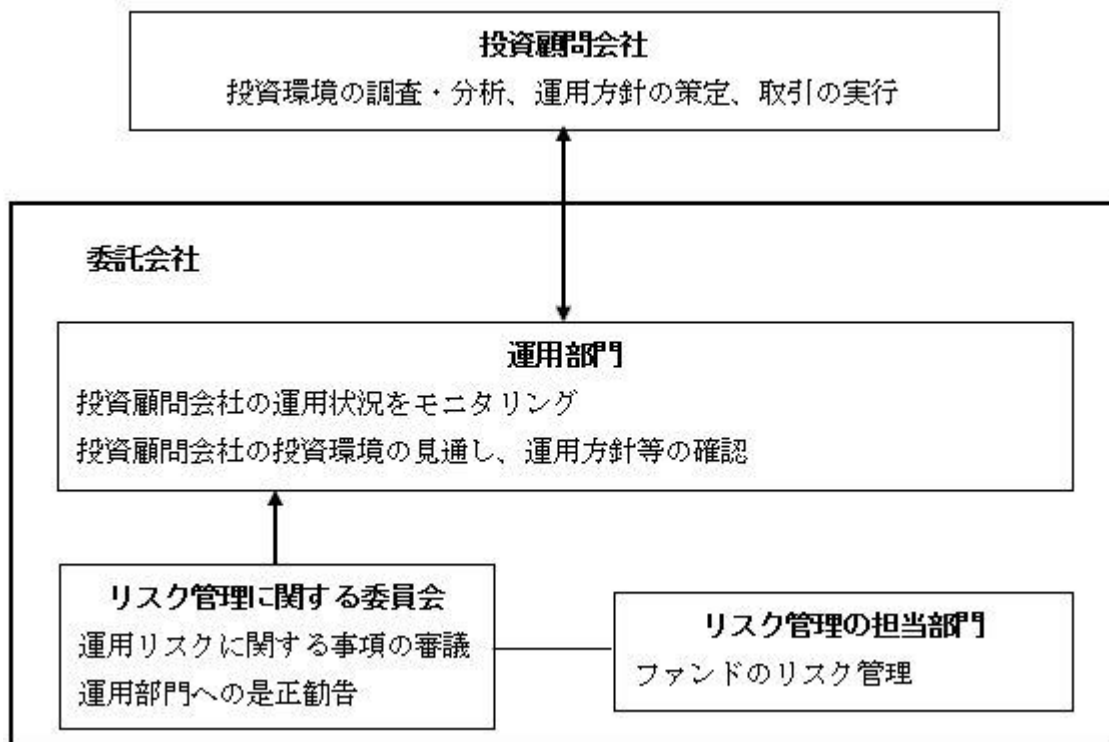 投資顧問会社
投資環境の調査・分析、運用方針の策定、取引の実行
委託会社
運用部門
投資顧問会社の運用状況をモニタリング
投資顧問会社の投資環境の見通し、運用方針等の確認
リスク管理に関する委員会
運用リスクに関する事項の審議
運用部門への是正勧告
リスク管理の担当部門
ファンドのリスク管理